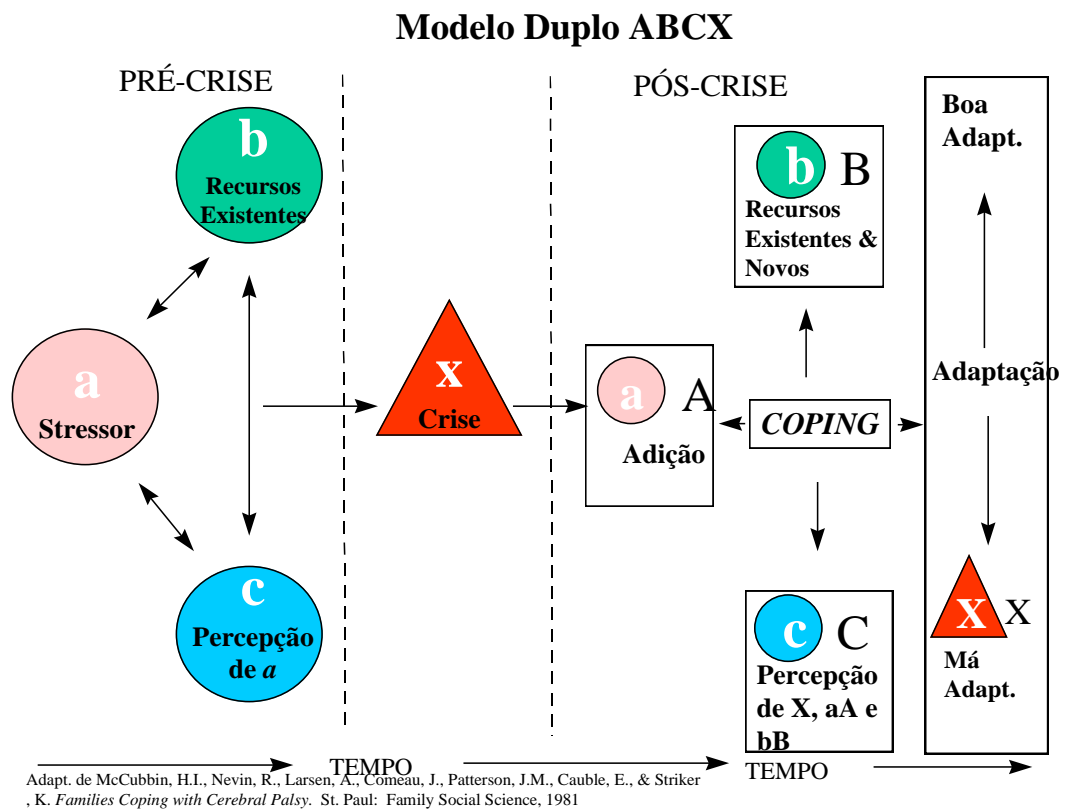 Modelo Duplo ABCX
PRÉ-CRISE
PÓS-CRISE
b
Recursos
Existentes
a
Stressor
c
Percepção
de a
x
Crise
a A
Adição
b B
Recursos
Existentes &
Novos
COPING
c C
Percepção
de X, aA e
bB
Boa
Adapt.
Adaptação
X X
Má
Adapt.
TEMPO
TEMPO
Adapt. de McCubbin, H.I., Nevin, R., Larsen, A., Comeau, J., Patterson, J.M., Cauble, E., & Striker
, K. Families Coping with Cerebral Palsy. St. Paul: Family Social Science, 1981